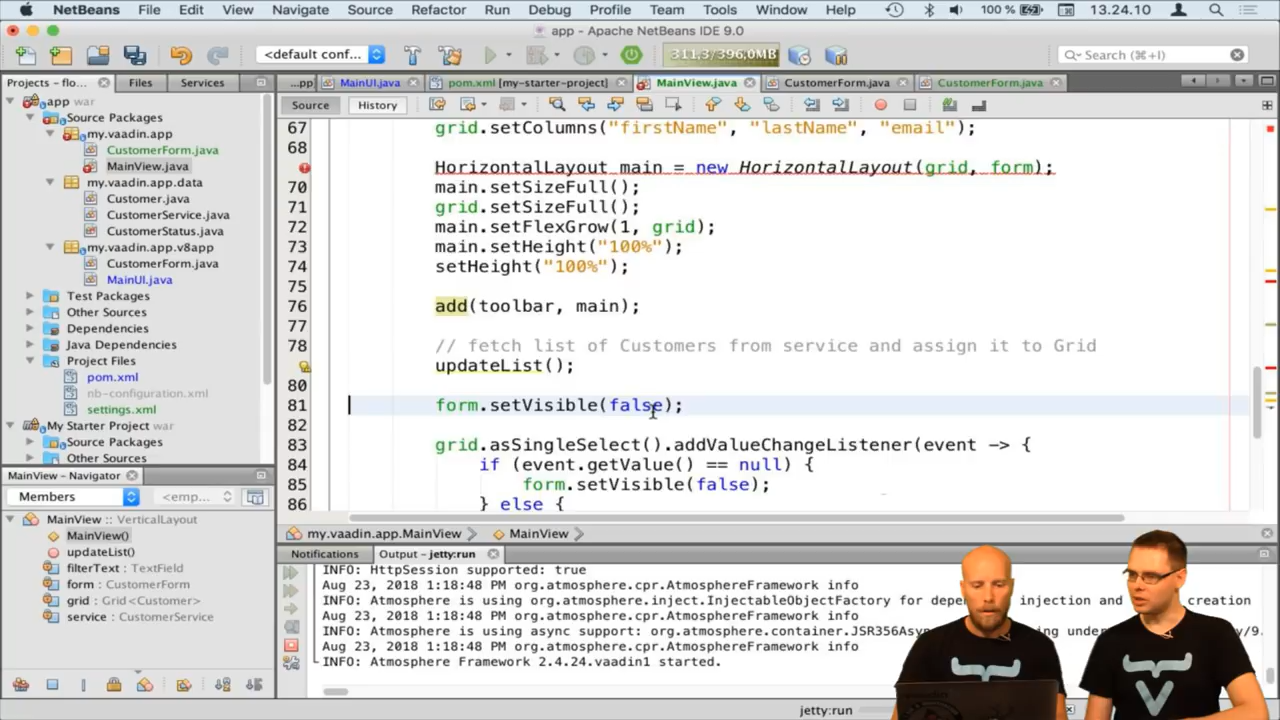 NetBeans File Edit View Navigate Source Refactor Run Debug Profile Team Tools Window Help 100 % 13.24.10
app - Apache NetBeans IDE 9.0
<default conf... 311,3/396,0MB Search (⌘+I)
Projects - flo... Files Services
...pp MainUI.java pom.xml [my-starter-project] MainView.java CustomerForm.java CustomerForm.java
Source History
app war
Source Packages
my.vaadin.app
CustomerForm.java
MainView.java
my.vaadin.app.data
Customer.java
CustomerService.java
CustomerStatus.java
my.vaadin.app.v8app
CustomerForm.java
MainUI.java
Test Packages
Other Sources
Dependencies
Java Dependencies
Project Files
pom.xml
nb-configuration.xml
settings.xml
My Starter Project war
Source Packages
Other Sources
67 grid.setColumns("firstName", "lastName", "email");
68
HorizontalLayout main = new HorizontalLayout(grid, form);
70 main.setSizeFull();
71 grid.setSizeFull();
72 main.setFlexGrow(1, grid);
73 main.setHeight("100%");
74 setHeight("100%");
75
76 add(toolbar, main);
77
78 // fetch list of Customers from service and assign it to Grid
updateList();
80
81 form.setVisible(false);
82
83 grid.asSingleSelect().addValueChangeListener(event -> {
84 if (event.getValue() == null) {
85 form.setVisible(false);
86 } else {
my.vaadin.app.MainView MainView
MainView - Navigator
Members <emp...
MainView :: VerticalLayout
MainView()
updateList()
filterText : TextField
form : CustomerForm
grid : Grid<Customer>
service : CustomerService
Notifications Output - jetty:run
INFO: HttpSession supported: true
Aug 23, 2018 1:18:48 PM org.atmosphere.cpr.AtmosphereFramework info
INFO: Atmosphere is using org.atmosphere.inject.InjectableObjectFactory for dep injection and creation
Aug 23, 2018 1:18:48 PM org.atmosphere.cpr.AtmosphereFramework info
INFO: Atmosphere is using async support: org.atmosphere.container.JSR356Asy ing under
Aug 23, 2018 1:18:48 PM org.atmosphere.cpr.AtmosphereFramework info
INFO: Atmosphere Framework 2.4.24.vaadin1 started.
jetty:run